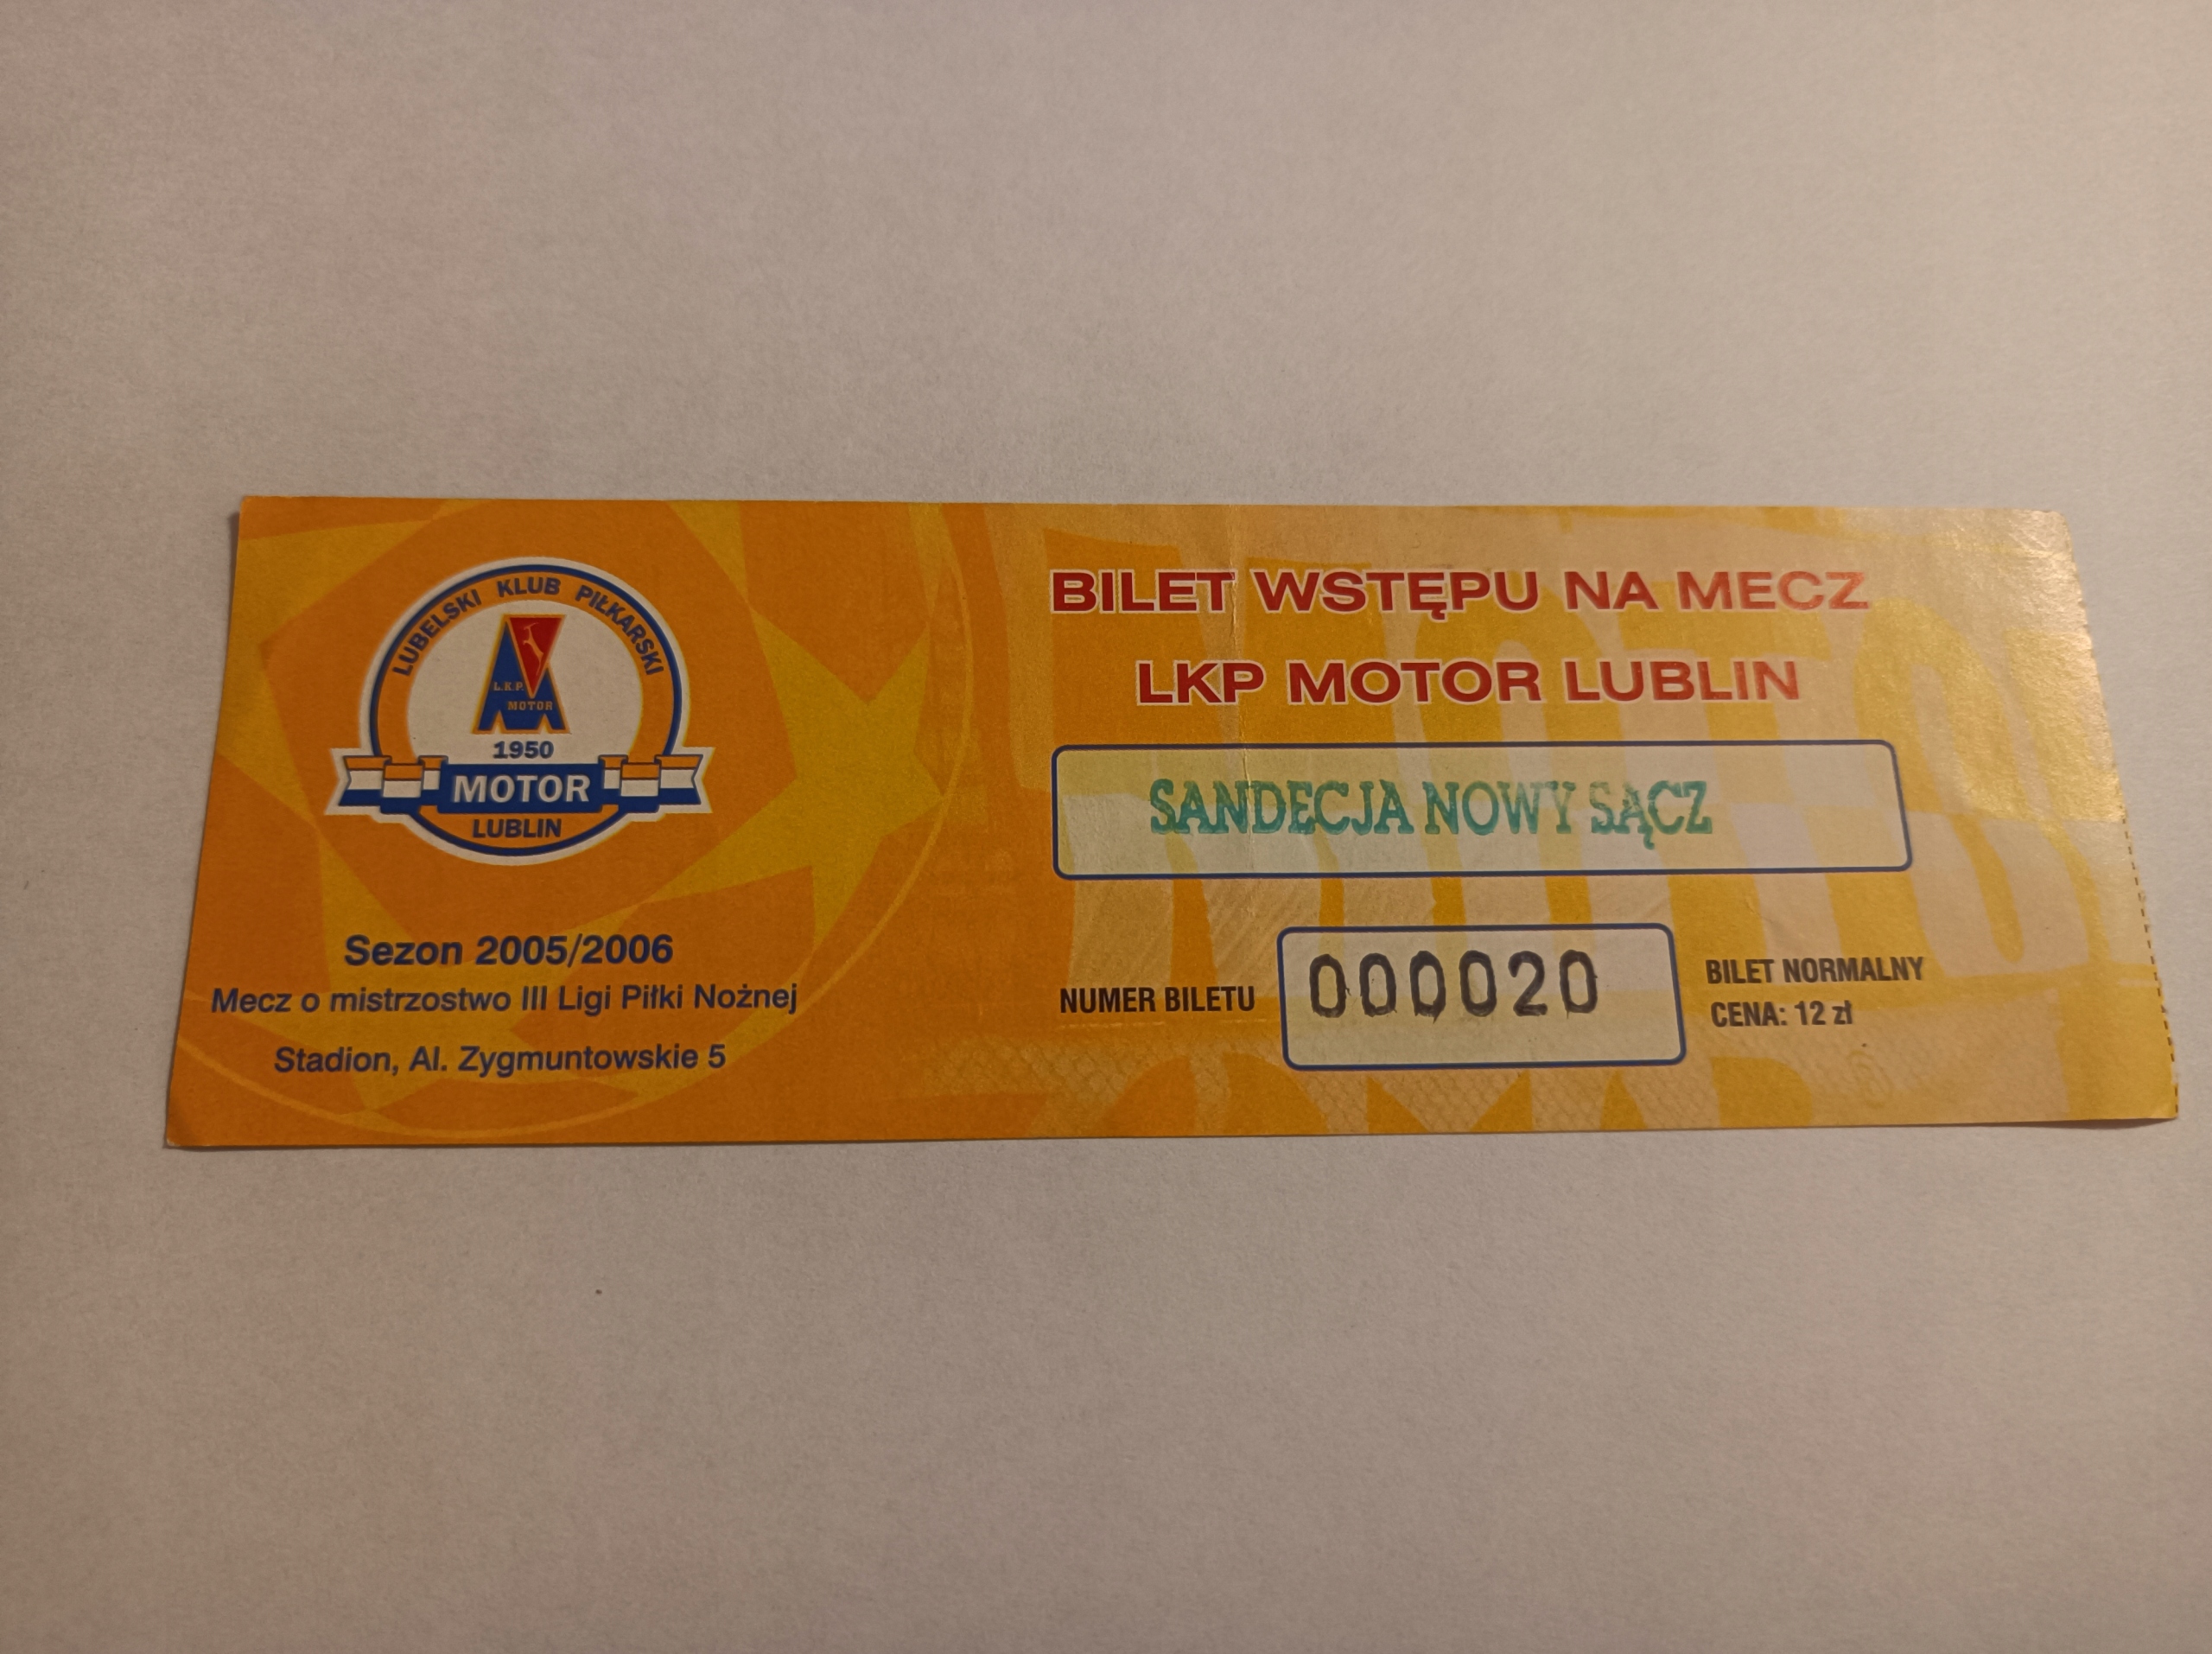 LUBELSKI KLUB PIŁKARSKI
L.K.P.
MOTOR
1950
MOTOR
LUBLIN
Sezon 2005/2006
Mecz o mistrzostwo III Ligi Piłki Nożnej
Stadion, Al. Zygmuntowskie 5
BILET WSTĘPU NA MECZ
LKP MOTOR LUBLIN
SANDECJA NOWY SĄCZ
NUMER BILETU
000020
BILET NORMALNY
CENA: 12 zł